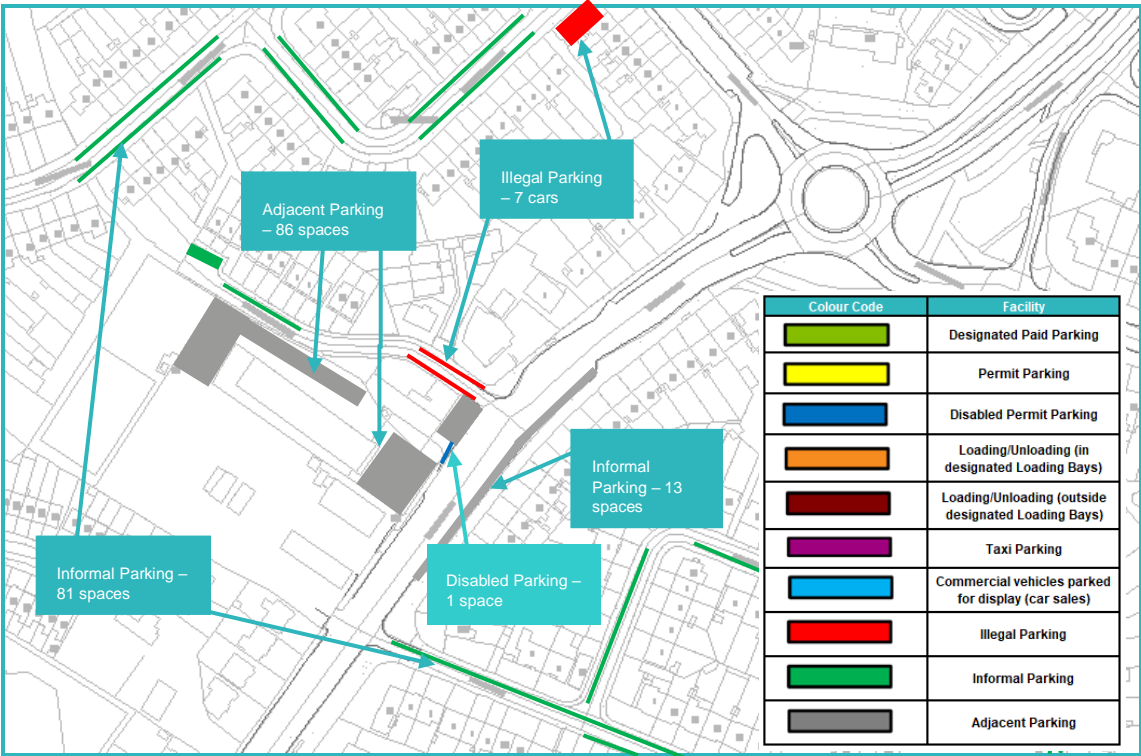 Illegal Parking
– 7 cars
Adjacent Parking
– 86 spaces
Informal
Parking – 13
spaces
Disabled Parking –
1 space
Informal Parking –
81 spaces
Colour Code Facility
Designated Paid Parking
Permit Parking
Disabled Permit Parking
Loading/Unloading (in
designated Loading Bays)
Loading/Unloading (outside
designated Loading Bays)
Taxi Parking
Commercial vehicles parked
for display (car sales)
Illegal Parking
Informal Parking
Adjacent Parking